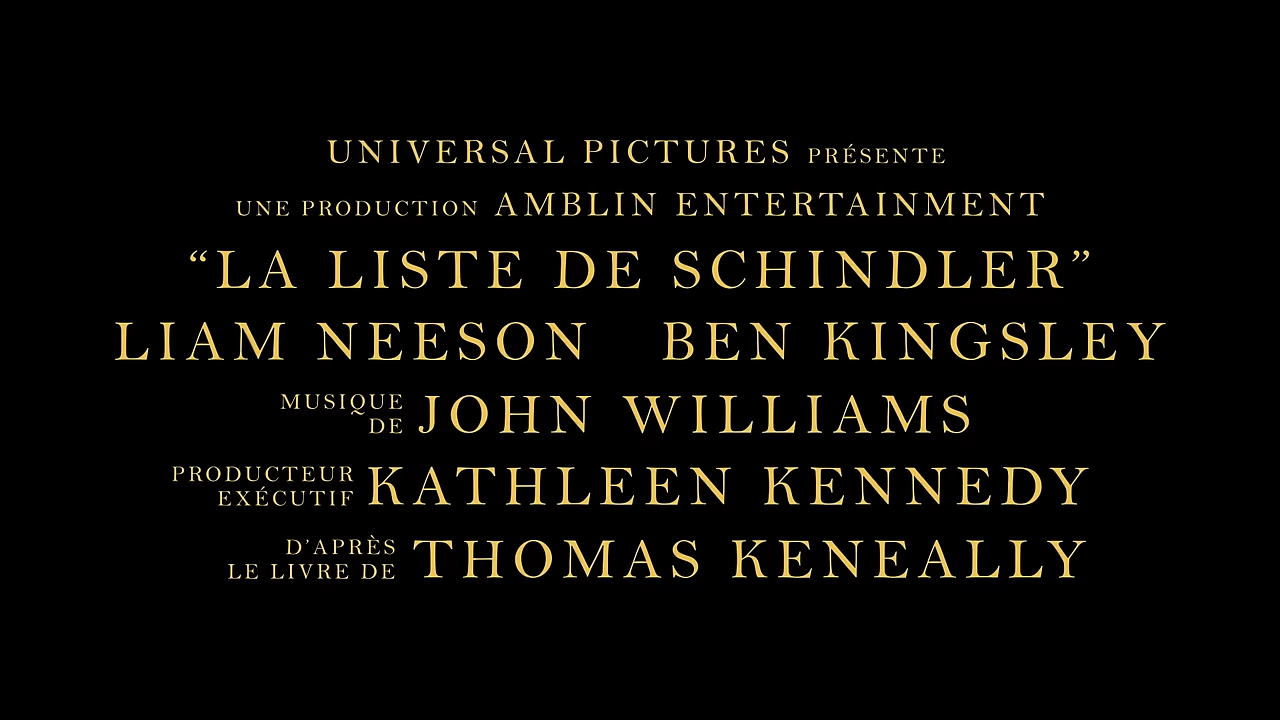 UNIVERSAL PICTURES PRÉSENTE
UNE PRODUCTION AMBLIN ENTERTAINMENT
“LA LISTE DE SCHINDLER”
LIAM NEESON BEN KINGSLEY
MUSIQUE DE JOHN WILLIAMS
PRODUCTEUR EXÉCUTIF KATHLEEN KENNEDY
D’APRÈS LE LIVRE DE THOMAS KENEALLY